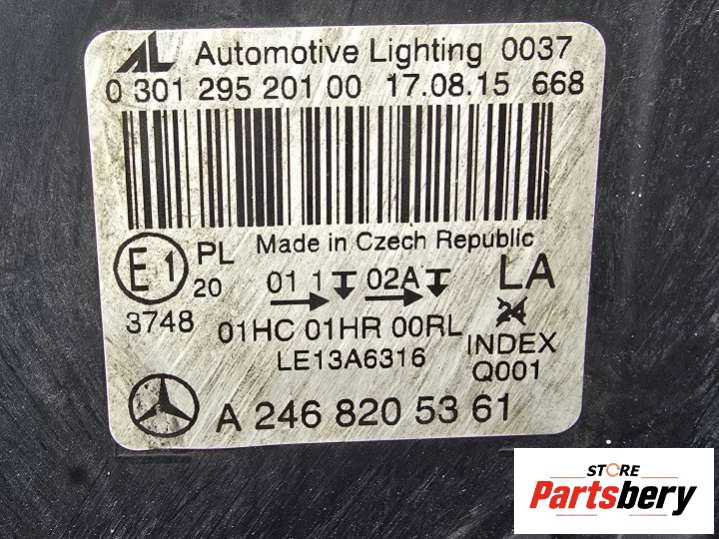 AL Automotive Lighting 0037
0 301 295 201 00 17.08.15 668
Made in Czech Republic
E1 PL
20
3748
01 1 02A LA
24
01HC 01HR 00RL
LE13A6316
INDEX
Q001
A 246 820 53 61
STORE
Partsbery